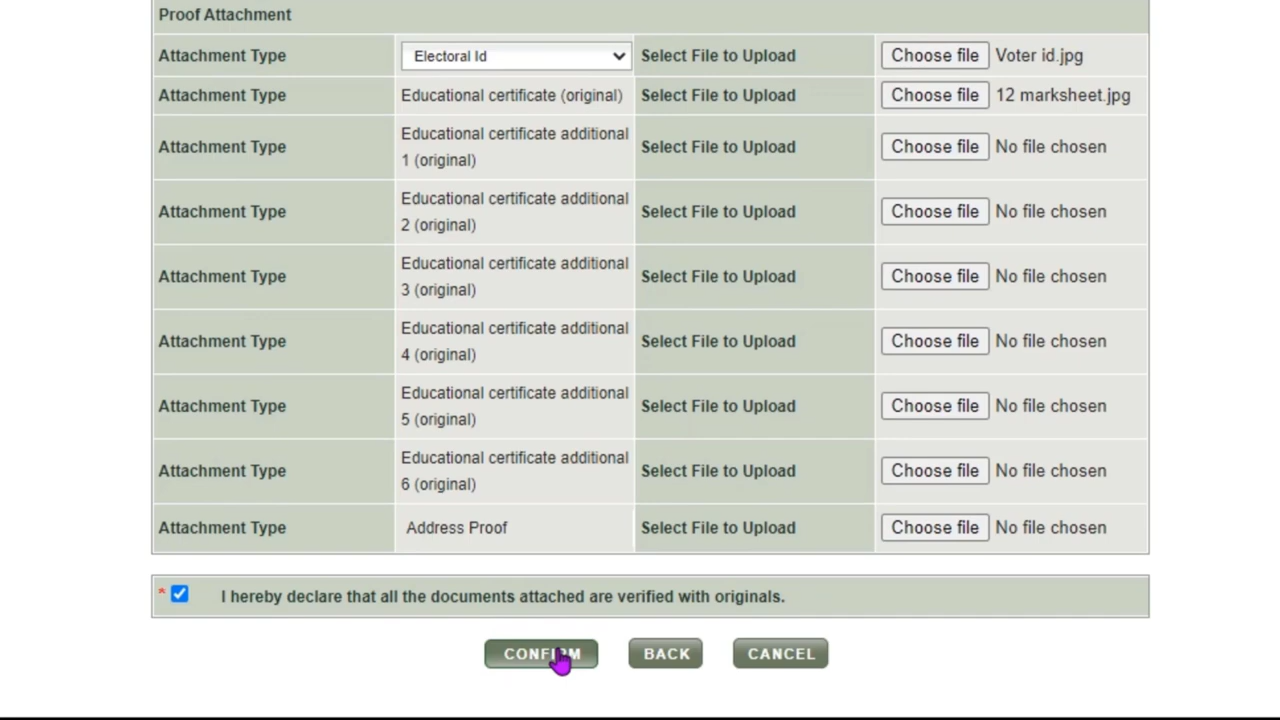 Proof Attachment
Attachment Type Electoral Id Select File to Upload Choose file Voter id.jpg
Attachment Type Educational certificate (original) Select File to Upload Choose file 12 marksheet.jpg
Attachment Type Educational certificate additional 
1 (original) Select File to Upload Choose file No file chosen
Attachment Type Educational certificate additional 
2 (original) Select File to Upload Choose file No file chosen
Attachment Type Educational certificate additional 
3 (original) Select File to Upload Choose file No file chosen
Attachment Type Educational certificate additional 
4 (original) Select File to Upload Choose file No file chosen
Attachment Type Educational certificate additional 
5 (original) Select File to Upload Choose file No file chosen
Attachment Type Educational certificate additional 
6 (original) Select File to Upload Choose file No file chosen
Attachment Type Address Proof Select File to Upload Choose file No file chosen
* I hereby declare that all the documents attached are verified with originals.
CONFIRM BACK CANCEL